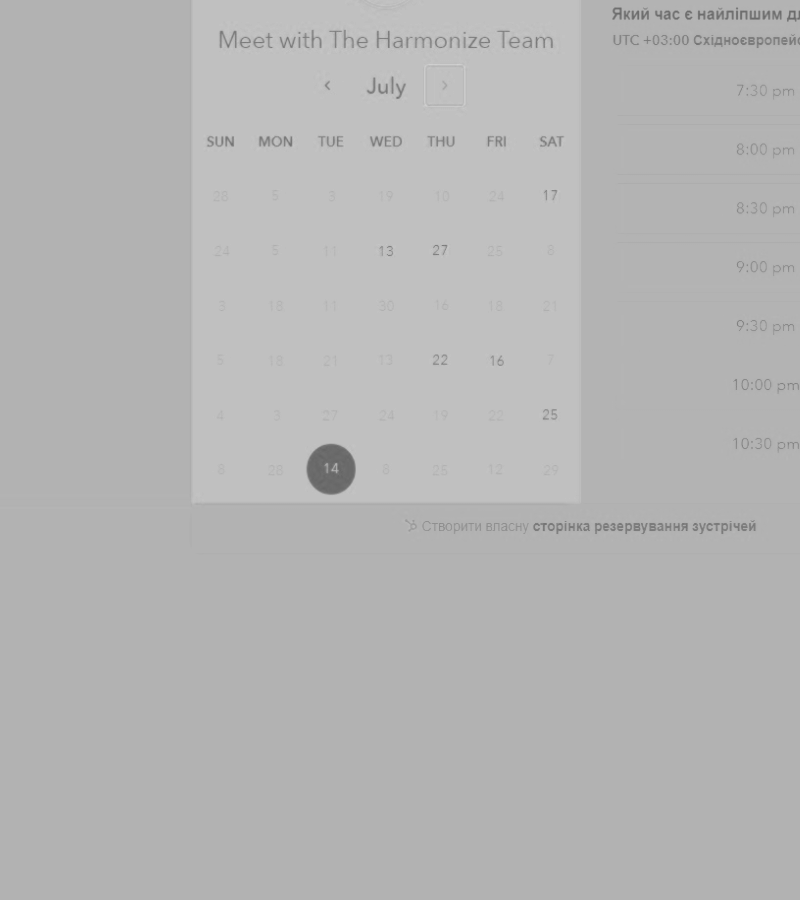 Meet with The Harmonize Team
July
SUN MON TUE WED THU FRI SAT
28 5 3 19 10 24 17
24 5 11 13 27 25 6
3 18 11 30 16 18 21
5 18 21 13 22 16 7
4 3 27 24 19 22 25
8 28 14 8 25 12 29
Який час є найліпшим
UTC +03:00
7:30 pm
8:00 pm
8:30 pm
9:00 pm
9:30 pm
10:00 pm
10:30 pm
Створити власну сторінка резервування зустрічей